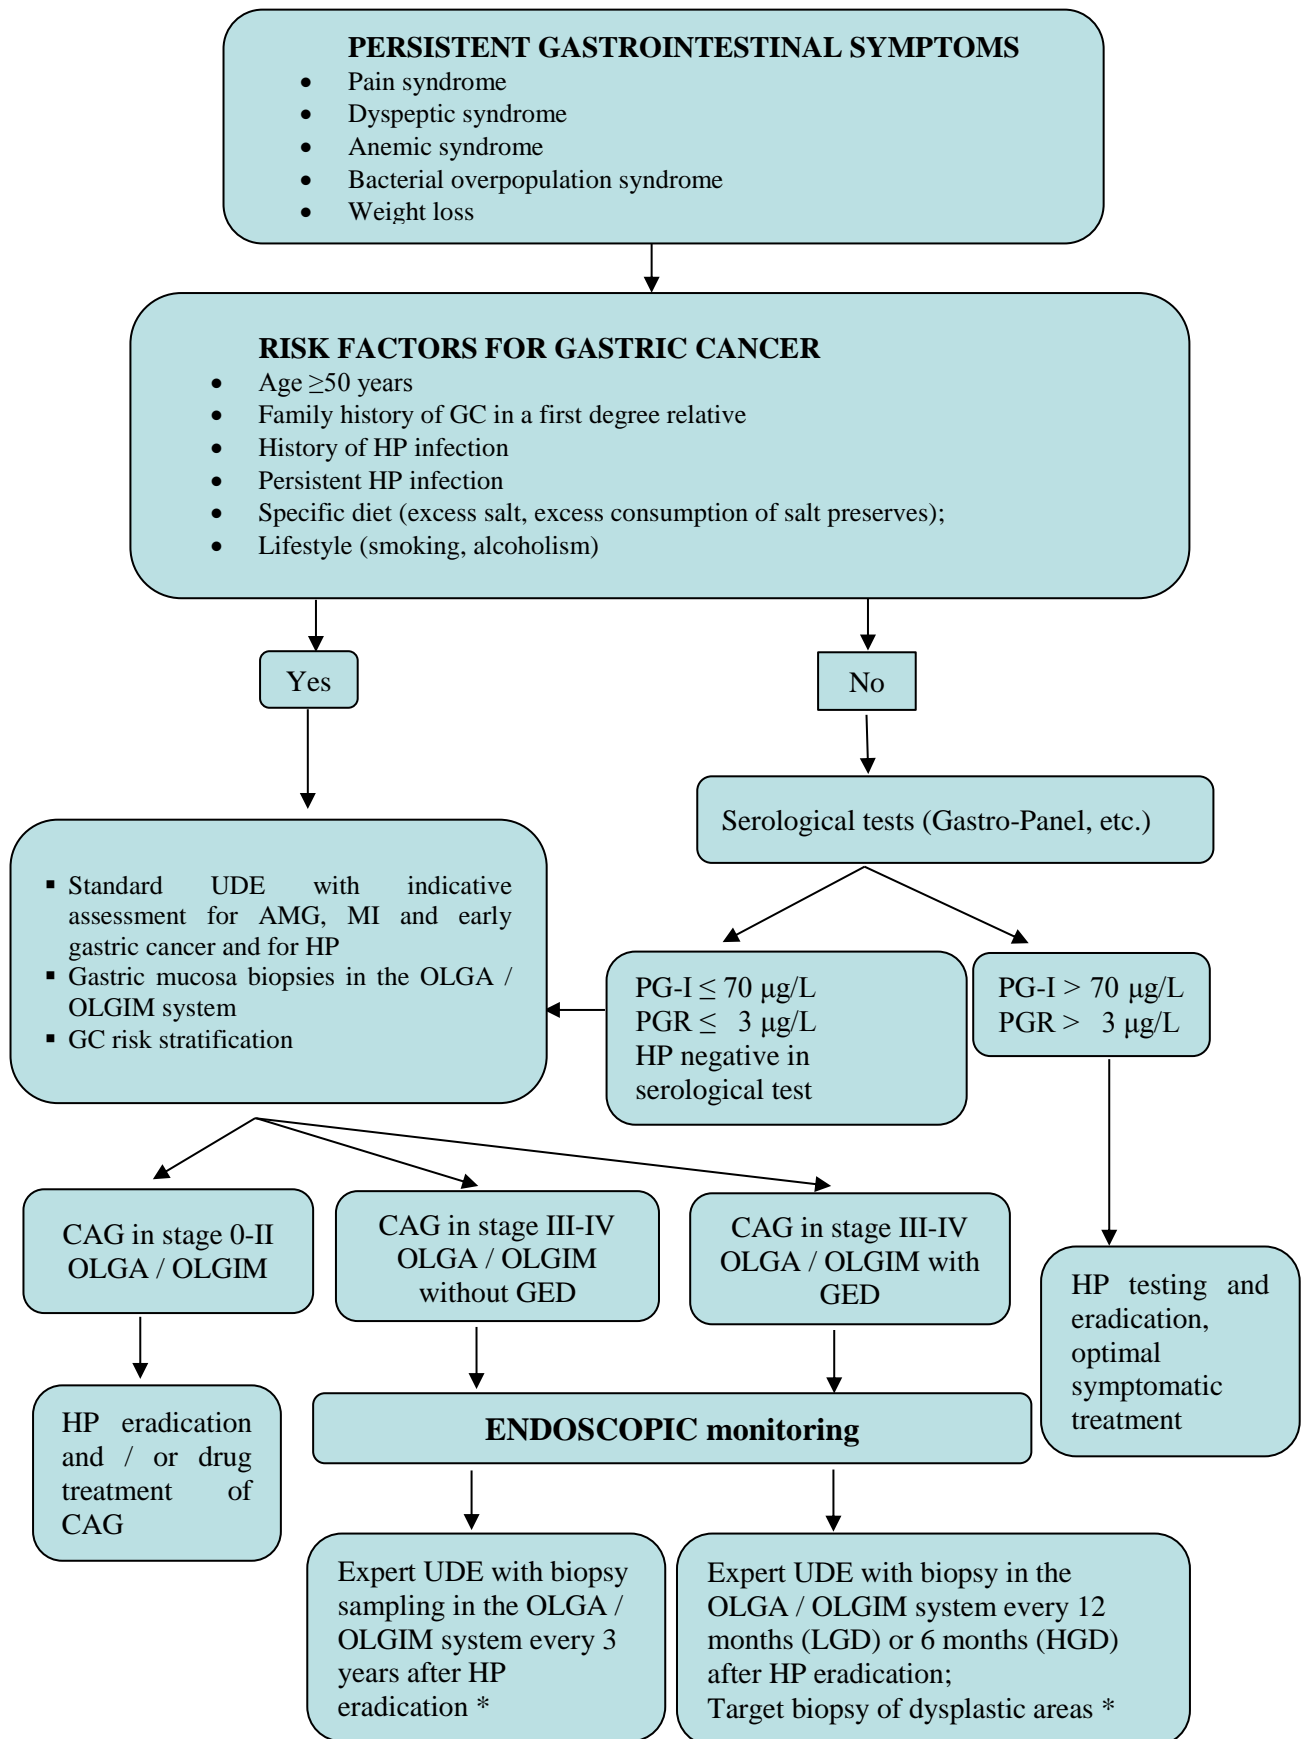 PERSISTENT GASTROINTESTINAL SYMPTOMS
• Pain syndrome
• Dyspeptic syndrome
• Anemic syndrome
• Bacterial overpopulation syndrome
• Weight loss
RISK FACTORS FOR GASTRIC CANCER
• Age ≥50 years
• Family history of GC in a first degree relative
• History of HP infection
• Persistent HP infection
• Specific diet (excess salt, excess consumption of salt preserves);
• Lifestyle (smoking, alcoholism)
Yes
No
Serological tests (Gastro-Panel, etc.)
▪ Standard UDE with indicative
assessment for AMG, MI and early
gastric cancer and for HP
▪ Gastric mucosa biopsies in the OLGA /
OLGIM system
▪ GC risk stratification
PG-I ≤ 70 μg/L
PGR ≤ 3 μg/L
HP negative in
serological test
PG-I > 70 μg/L
PGR > 3 μg/L
CAG in stage 0-II
OLGA / OLGIM
CAG in stage III-IV
OLGA / OLGIM
without GED
CAG in stage III-IV
OLGA / OLGIM with
GED
HP testing and
eradication,
optimal
symptomatic
treatment
HP eradication
and / or drug
treatment of
CAG
ENDOSCOPIC monitoring
Expert UDE with biopsy
sampling in the OLGA /
OLGIM system every 3
years after HP
eradication *
Expert UDE with biopsy in the
OLGA / OLGIM system every 12
months (LGD) or 6 months (HGD)
after HP eradication;
Target biopsy of dysplastic areas *